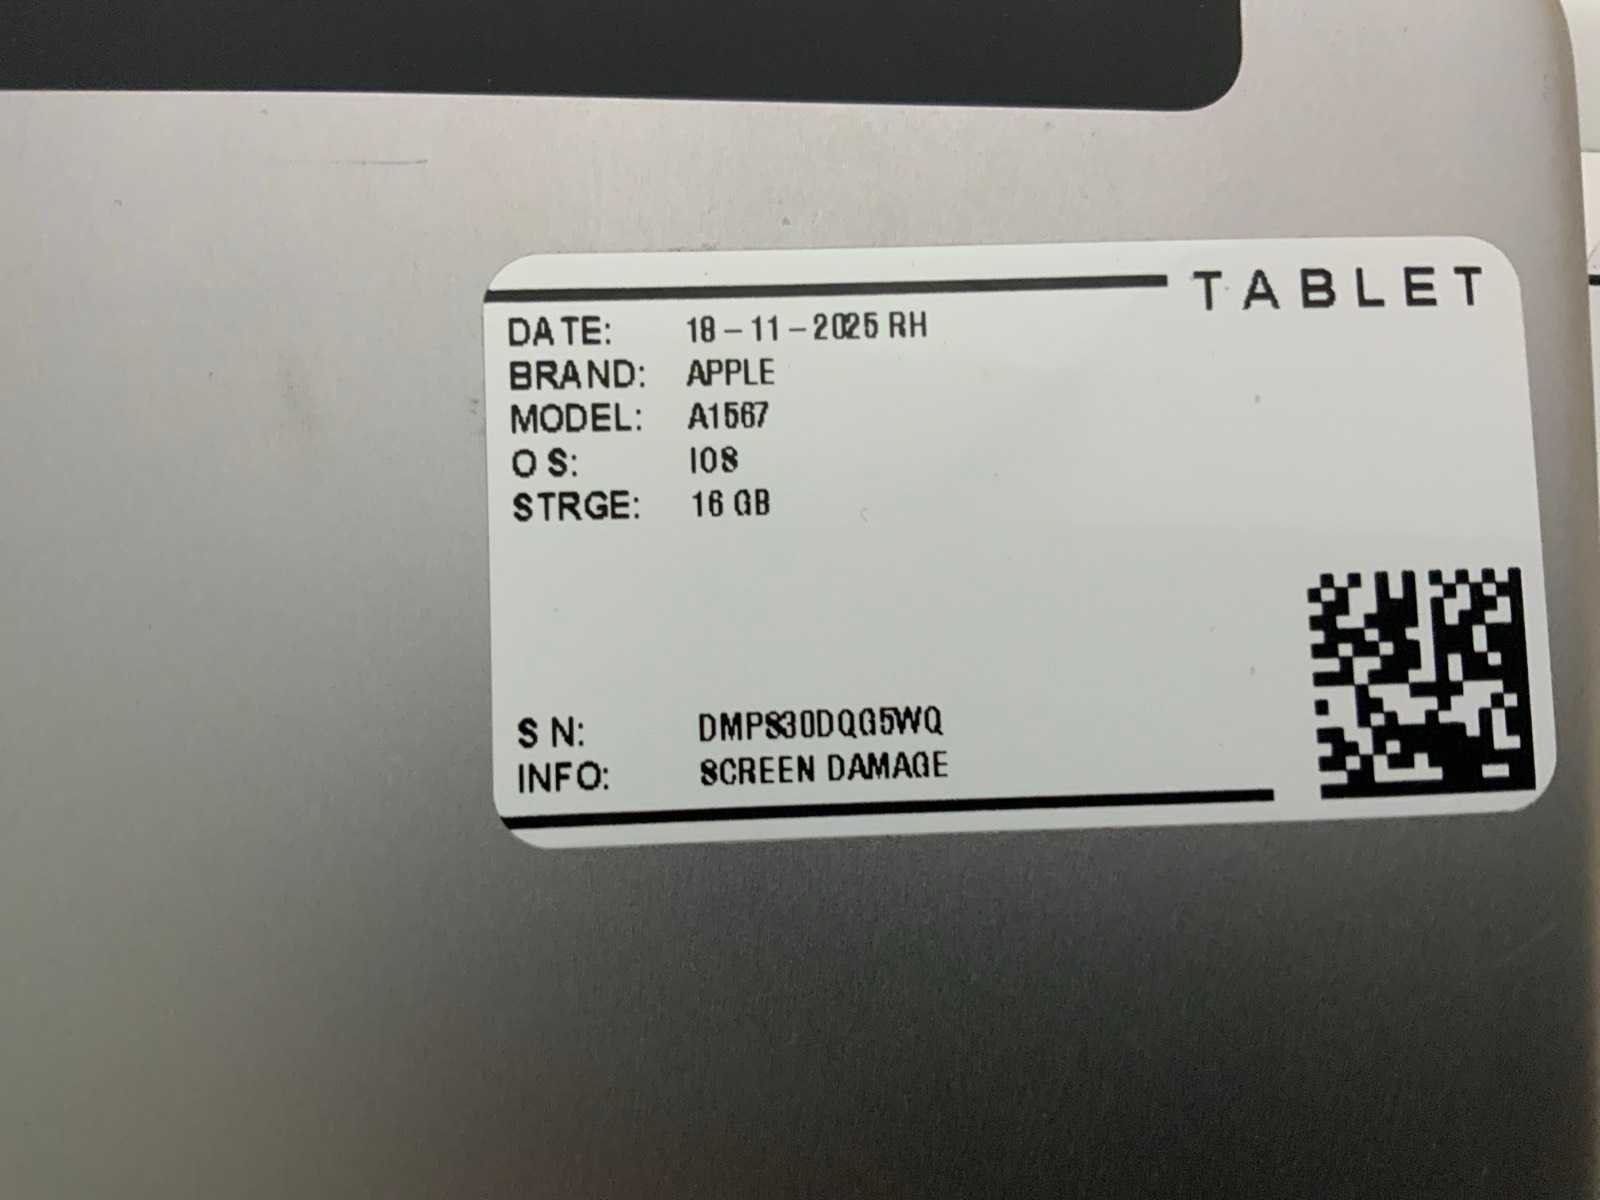 TABLET
DATE: 18-11-2025 RH
BRAND: APPLE
MODEL: A1567
OS: IOS
STRGE: 16 GB
SN: DMPS30DQG5WQ
INFO: SCREEN DAMAGE